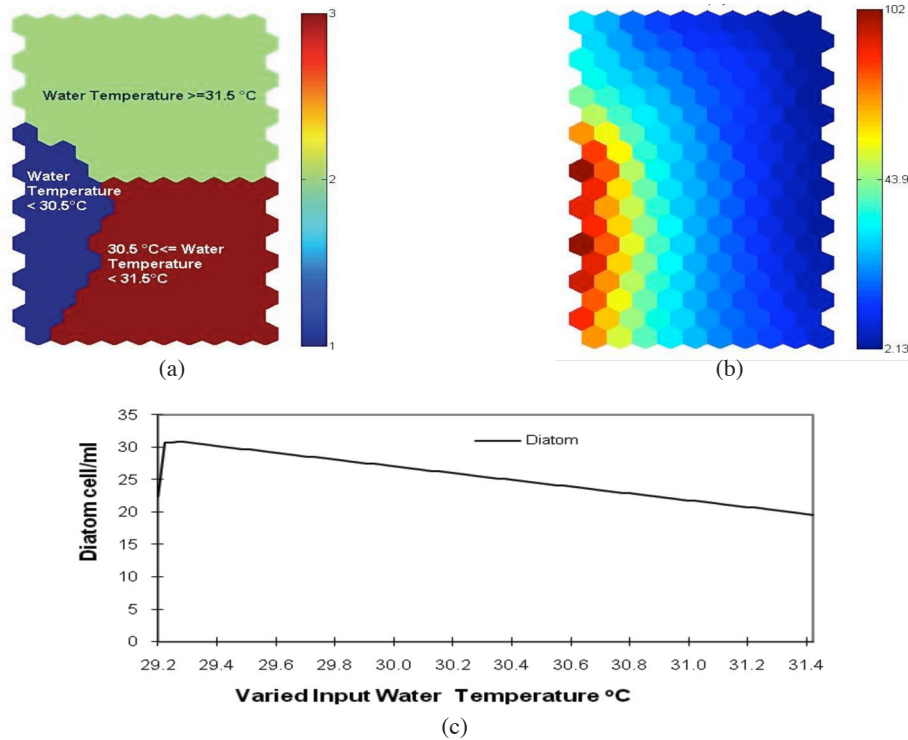 3
Water Temperature >=31.5 °C
2
Water
Temperature
< 30.5°C
30.5 °C<= Water
Temperature
< 31.5°C
1
(a)
102
43.9
2.13
(b)
35
30
25
20
15
10
5
0
Diatom cell/ml
Diatom
29.2 29.4 29.6 29.8 30.0 30.2 30.4 30.6 30.8 31.0 31.2 31.4
Varied Input Water Temperature °C
(c)